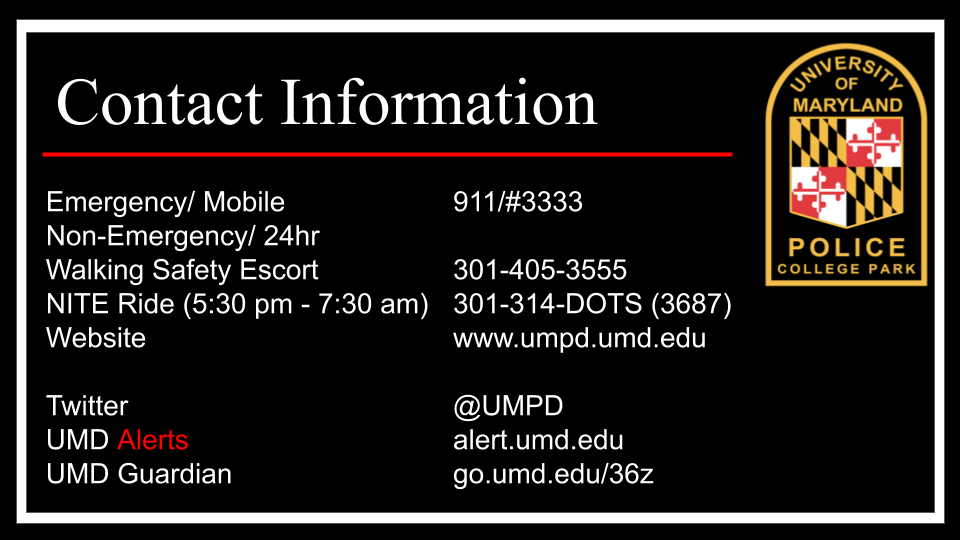 Contact Information
UNIVERSITY
OF
MARYLAND
POLICE
COLLEGE PARK
Emergency/ Mobile 911/#3333
Non-Emergency/ 24hr
Walking Safety Escort 301-405-3555
NITE Ride (5:30 pm - 7:30 am) 301-314-DOTS (3687)
Website www.umpd.umd.edu
Twitter @UMPD
UMD Alerts alert.umd.edu
UMD Guardian go.umd.edu/36z